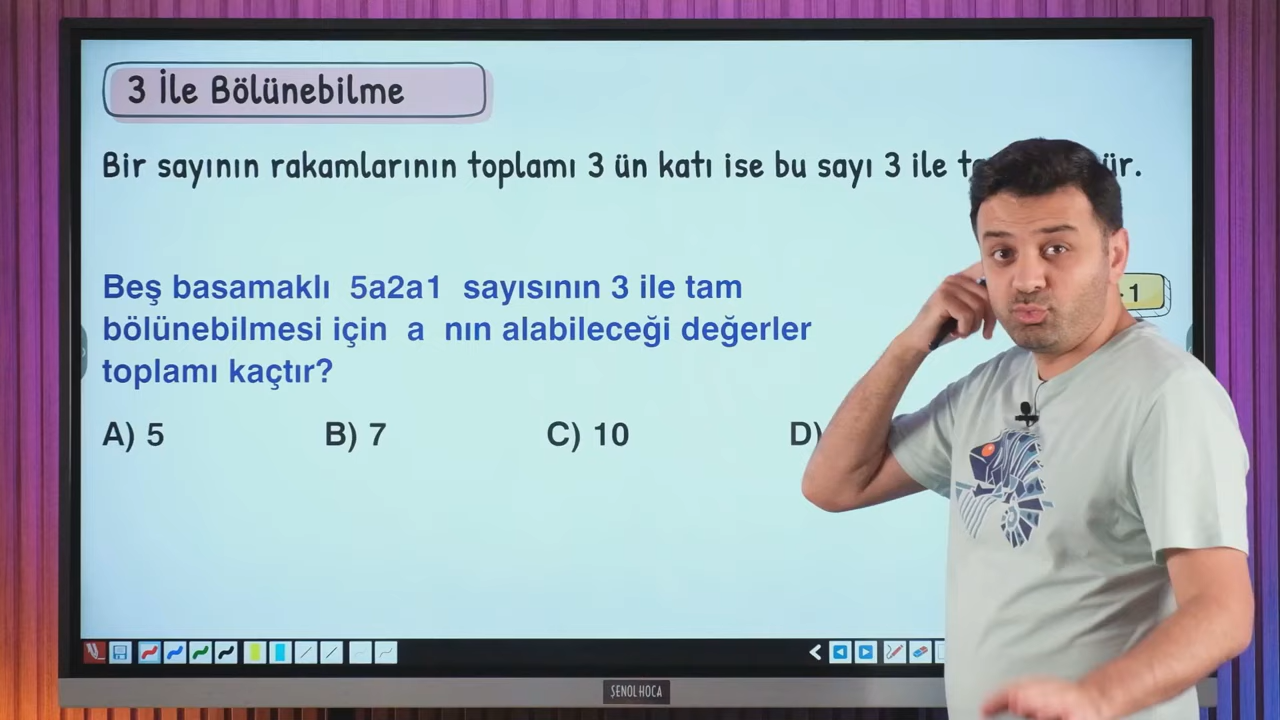 3 İle Bölünebilme
Bir sayının rakamlarının toplamı 3 ün katı ise bu sayı 3 ile
Beş basamaklı 5a2a1 sayısının 3 ile tam
bölünebilmesi için a nın alabileceği değerler
toplamı kaçtır?
A) 5 B) 7 C) 10 D)
ŞENOL HOCA